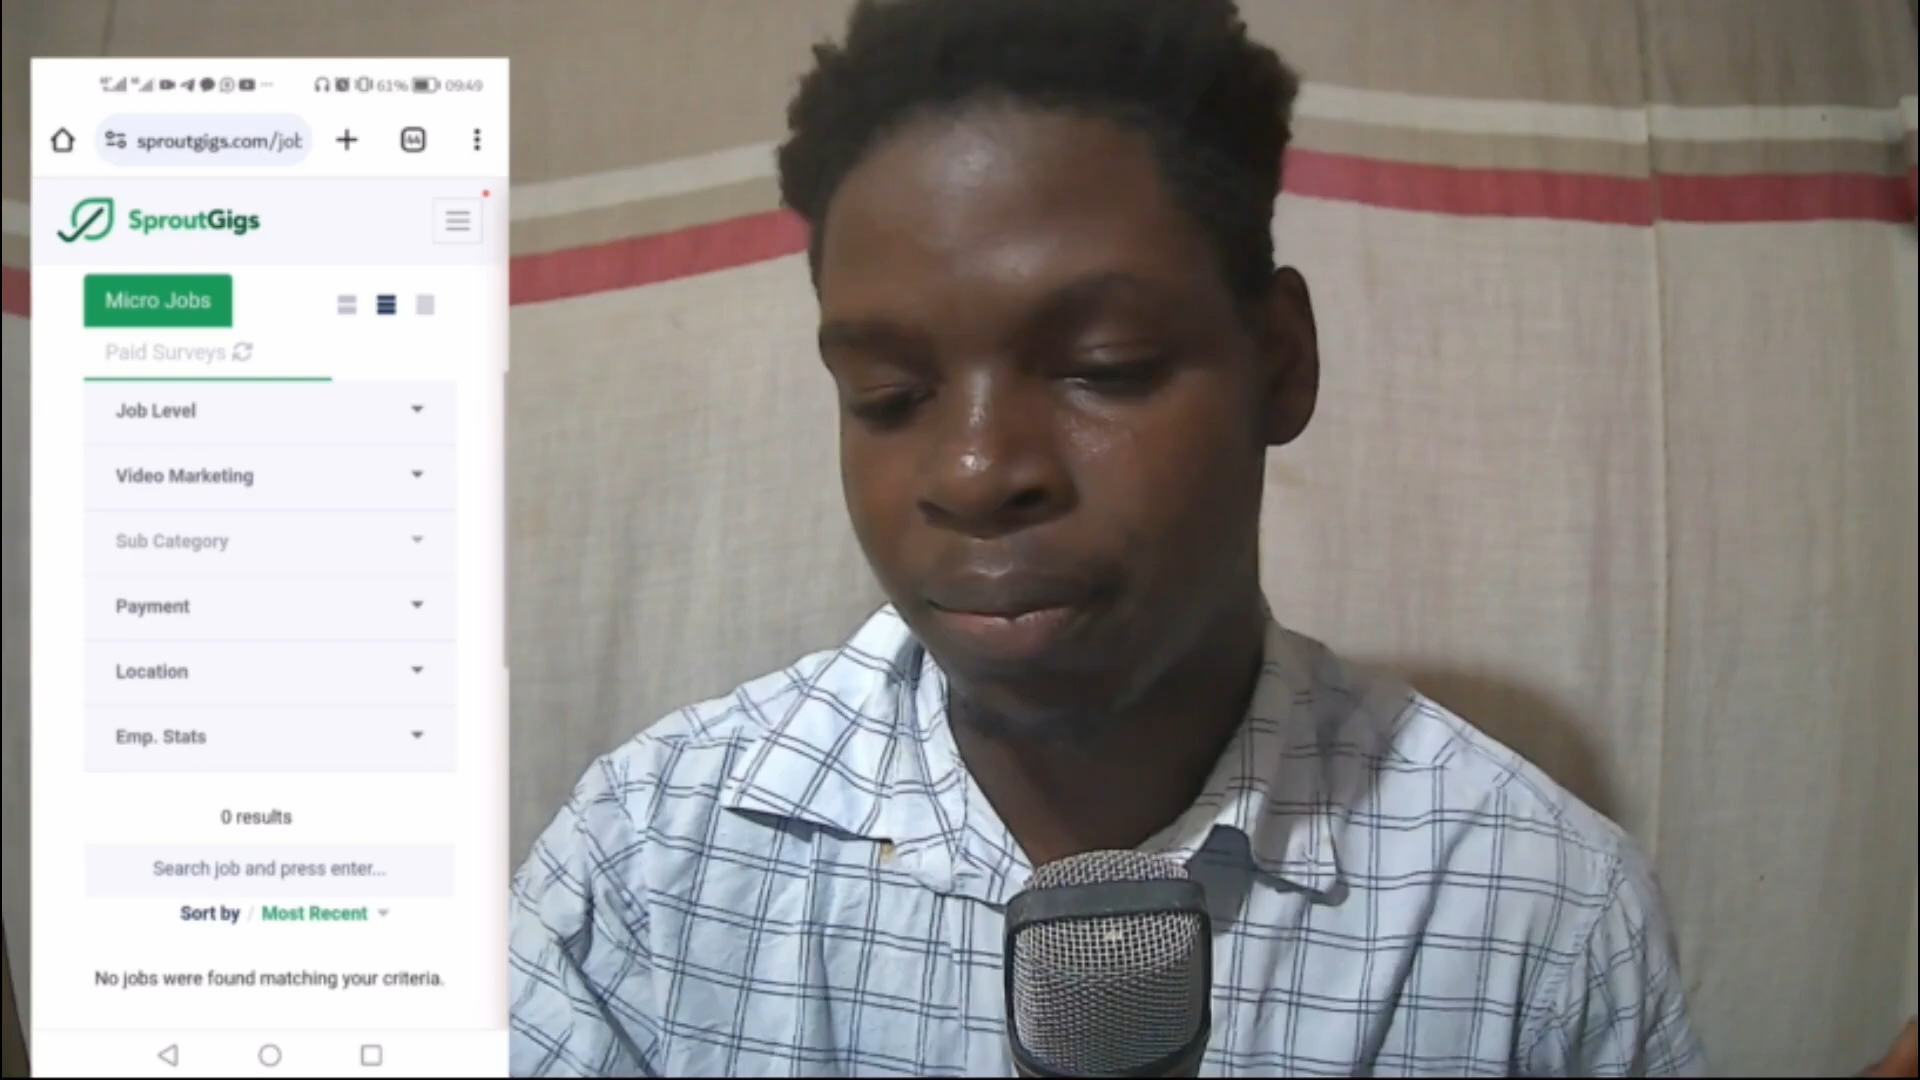 61% 09:49
sproutgigs.com/job
44
SproutGigs
Micro Jobs
Paid Surveys
Job Level
Video Marketing
Sub Category
Payment
Location
Emp. Stats
0 results
Search job and press enter...
Sort by / Most Recent
No jobs were found matching your criteria.